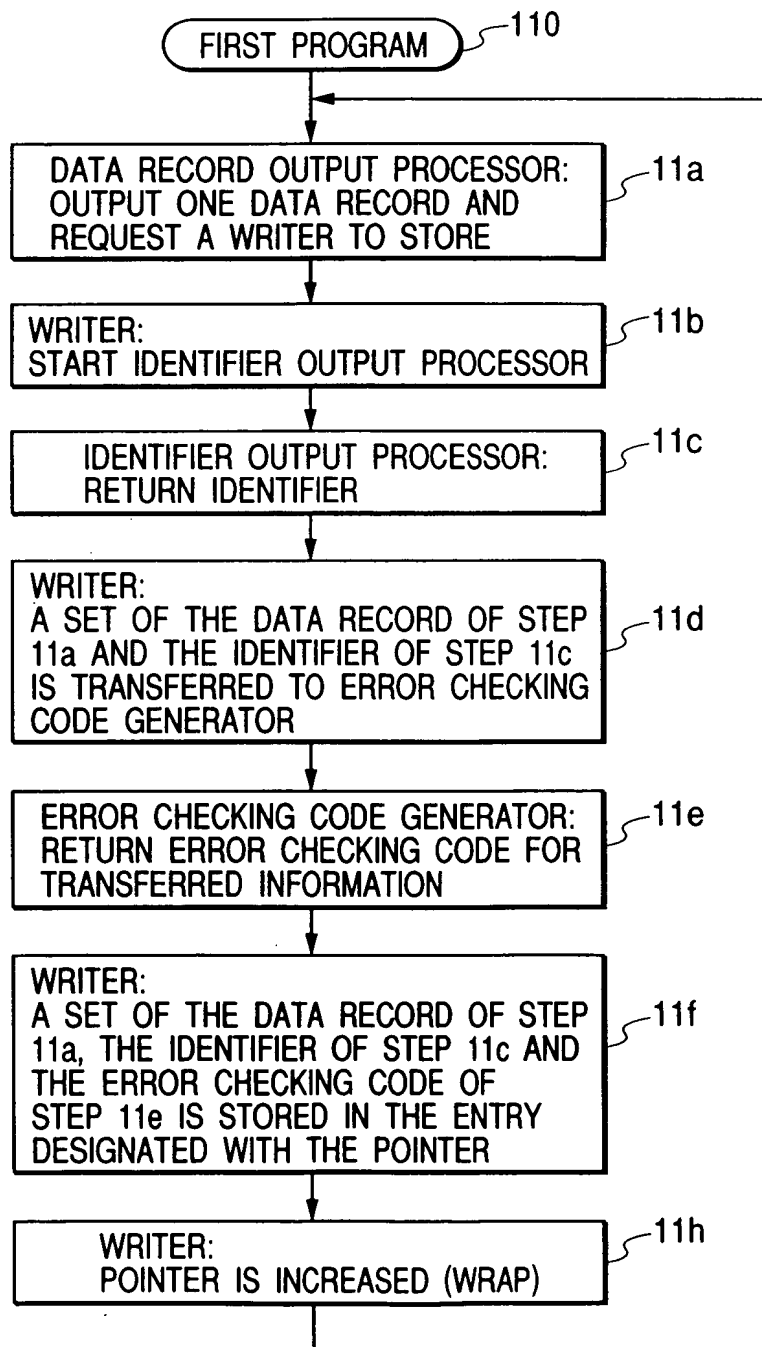 FIRST PROGRAM
110
DATA RECORD OUTPUT PROCESSOR:
OUTPUT ONE DATA RECORD AND
REQUEST A WRITER TO STORE
11a
WRITER:
START IDENTIFIER OUTPUT PROCESSOR
11b
IDENTIFIER OUTPUT PROCESSOR:
RETURN IDENTIFIER
11c
WRITER:
A SET OF THE DATA RECORD OF STEP
11a AND THE IDENTIFIER OF STEP 11c
IS TRANSFERRED TO ERROR CHECKING
CODE GENERATOR
11d
ERROR CHECKING CODE GENERATOR:
RETURN ERROR CHECKING CODE FOR
TRANSFERRED INFORMATION
11e
WRITER:
A SET OF THE DATA RECORD OF STEP
11a, THE IDENTIFIER OF STEP 11c AND
THE ERROR CHECKING CODE OF
STEP 11e IS STORED IN THE ENTRY
DESIGNATED WITH THE POINTER
11f
WRITER:
POINTER IS INCREASED (WRAP)
11h